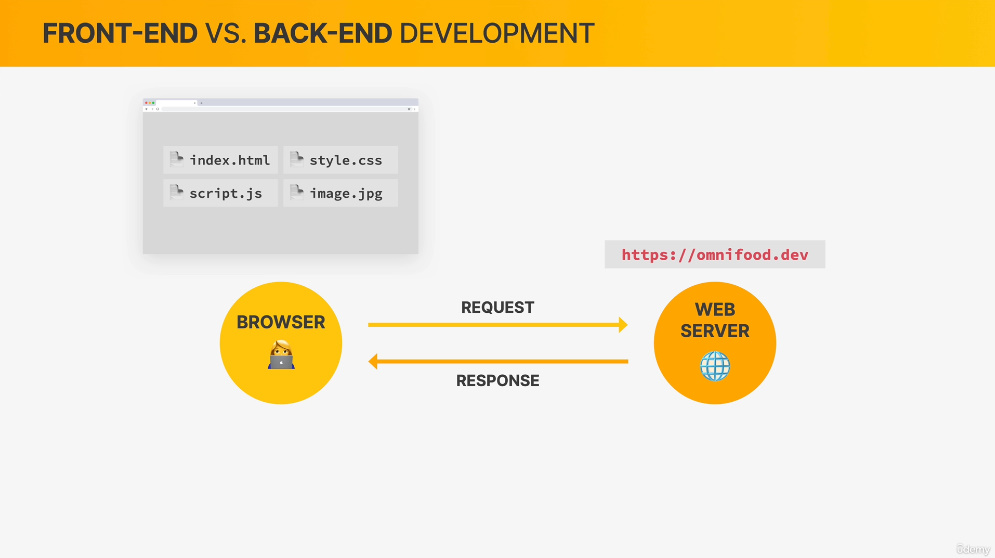 FRONT-END VS. BACK-END DEVELOPMENT
index.html
style.css
script.js
image.jpg
https://omnifood.dev
BROWSER
REQUEST
RESPONSE
WEB
SERVER